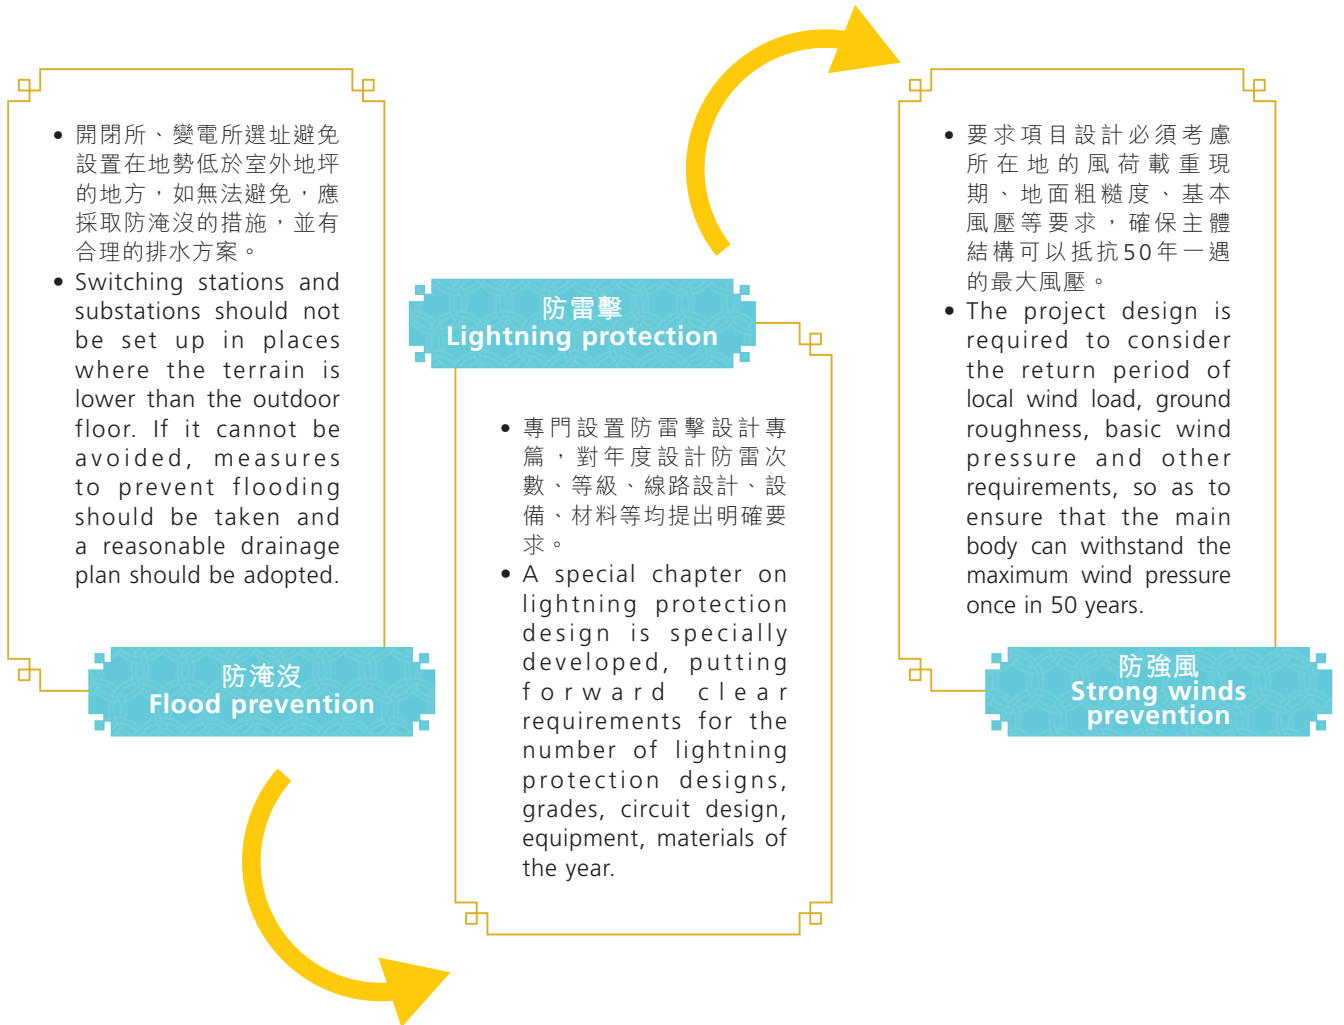 • 開閉所、變電所選址避免
設置在地勢低於室外地坪
的地方，如無法避免，應
採取防淹沒的措施，並有
合理的排水方案。
• Switching stations and
substations should not
be set up in places
where the terrain is
lower than the outdoor
floor. If it cannot be
avoided, measures
to prevent flooding
should be taken and
a reasonable drainage
plan should be adopted.
防淹沒
Flood prevention
防雷擊
Lightning protection
• 專門設置防雷擊設計專
篇，對年度設計防雷次
數、等級、線路設計、設
備、材料等均提出明確要
求。
• A special chapter on
lightning protection
design is specially
developed, putting
forward clear
requirements for the
number of lightning
protection designs,
grades, circuit design,
equipment, materials of
the year.
• 要求項目設計必須考慮
所在地的風荷載重現
期、地面粗糙度、基本
風壓等要求，確保主體
結構可以抵抗50年一遇
的最大風壓。
• The project design is
required to consider
the return period of
local wind load, ground
roughness, basic wind
pressure and other
requirements, so as to
ensure that the main
body can withstand the
maximum wind pressure
once in 50 years.
防強風
Strong winds
prevention